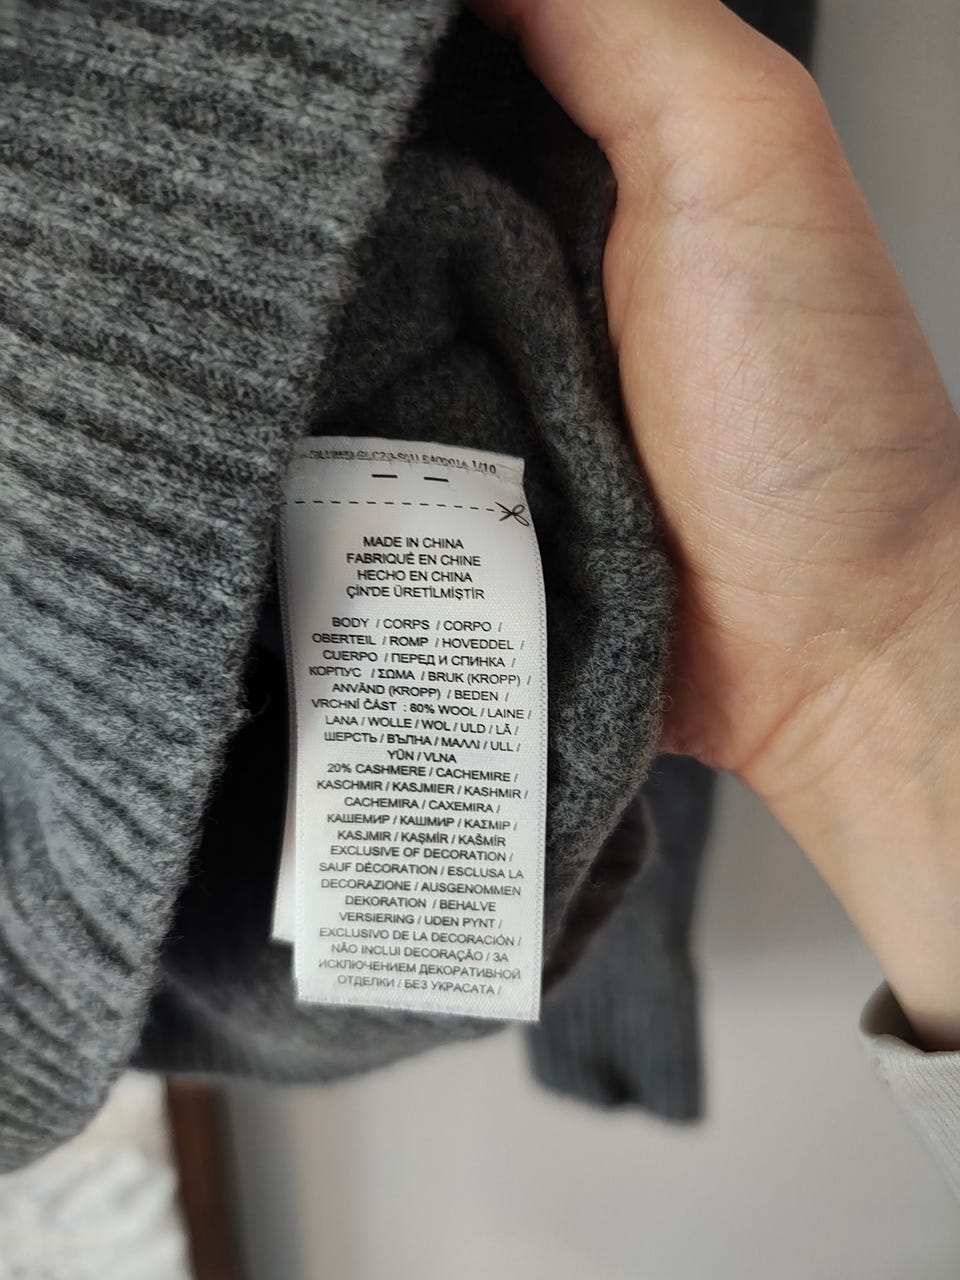 1/10
MADE IN CHINA
FABRIQUÉ EN CHINE
HECHO EN CHINA
ÇİN'DE ÜRETİLMİŞTİR
BODY / CORPS / CORPO /
OBERTEIL / ROMP / HOVEDDEL /
CUERPO / ПЕРЕД И СПИНКА /
КОРПУС / ΣΩΜΑ / BRUK (KROPP) /
ANVÄND (KROPP) / BEDEN /
VRCHNÍ ČÁST : 80% WOOL / LAINE /
LANA / WOLLE / WOL / ULD / LÃ /
ШЕРСТЬ / ВЪЛНА / ΜΑΛΛΙ / ULL /
YÜN / VLNA
20% CASHMERE / CACHEMIRE /
KASCHMIR / KASJMIER / KASHMIR /
CACHEMIRA / CAXEMIRA /
КАШЕМИР / КАШМИР / ΚΑΣΜΙΡ /
KASJMIR / KAŞMİR / KAŠMÍR
EXCLUSIVE OF DECORATION /
SAUF DÉCORATION / ESCLUSA LA
DECORAZIONE / AUSGENOMMEN
DEKORATION / BEHALVE
VERSIERING / UDEN PYNT /
EXCLUSIVO DE LA DECORACIÓN /
NÃO INCLUI DECORAÇÃO / ЗА
ИСКЛЮЧЕНИЕМ ДЕКОРАТИВНОЙ
ОТДЕЛКИ / БЕЗ УКРАСАТА /